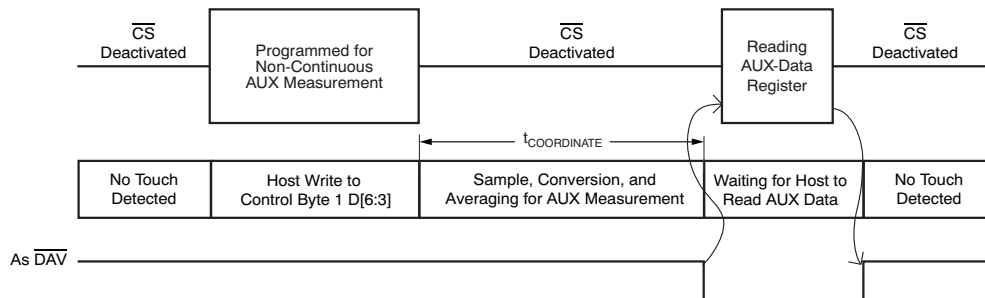 CS
Deactivated
Programmed for
Non-Continuous
AUX Measurement
CS
Deactivated
Reading
AUX-Data
Register
CS
Deactivated
tCOORDINATE
No Touch
Detected
Host Write to
Control Byte 1 D[6:3]
Sample, Conversion, and
Averaging for AUX Measurement
Waiting for Host to
Read AUX Data
No Touch
Detected
As DAV